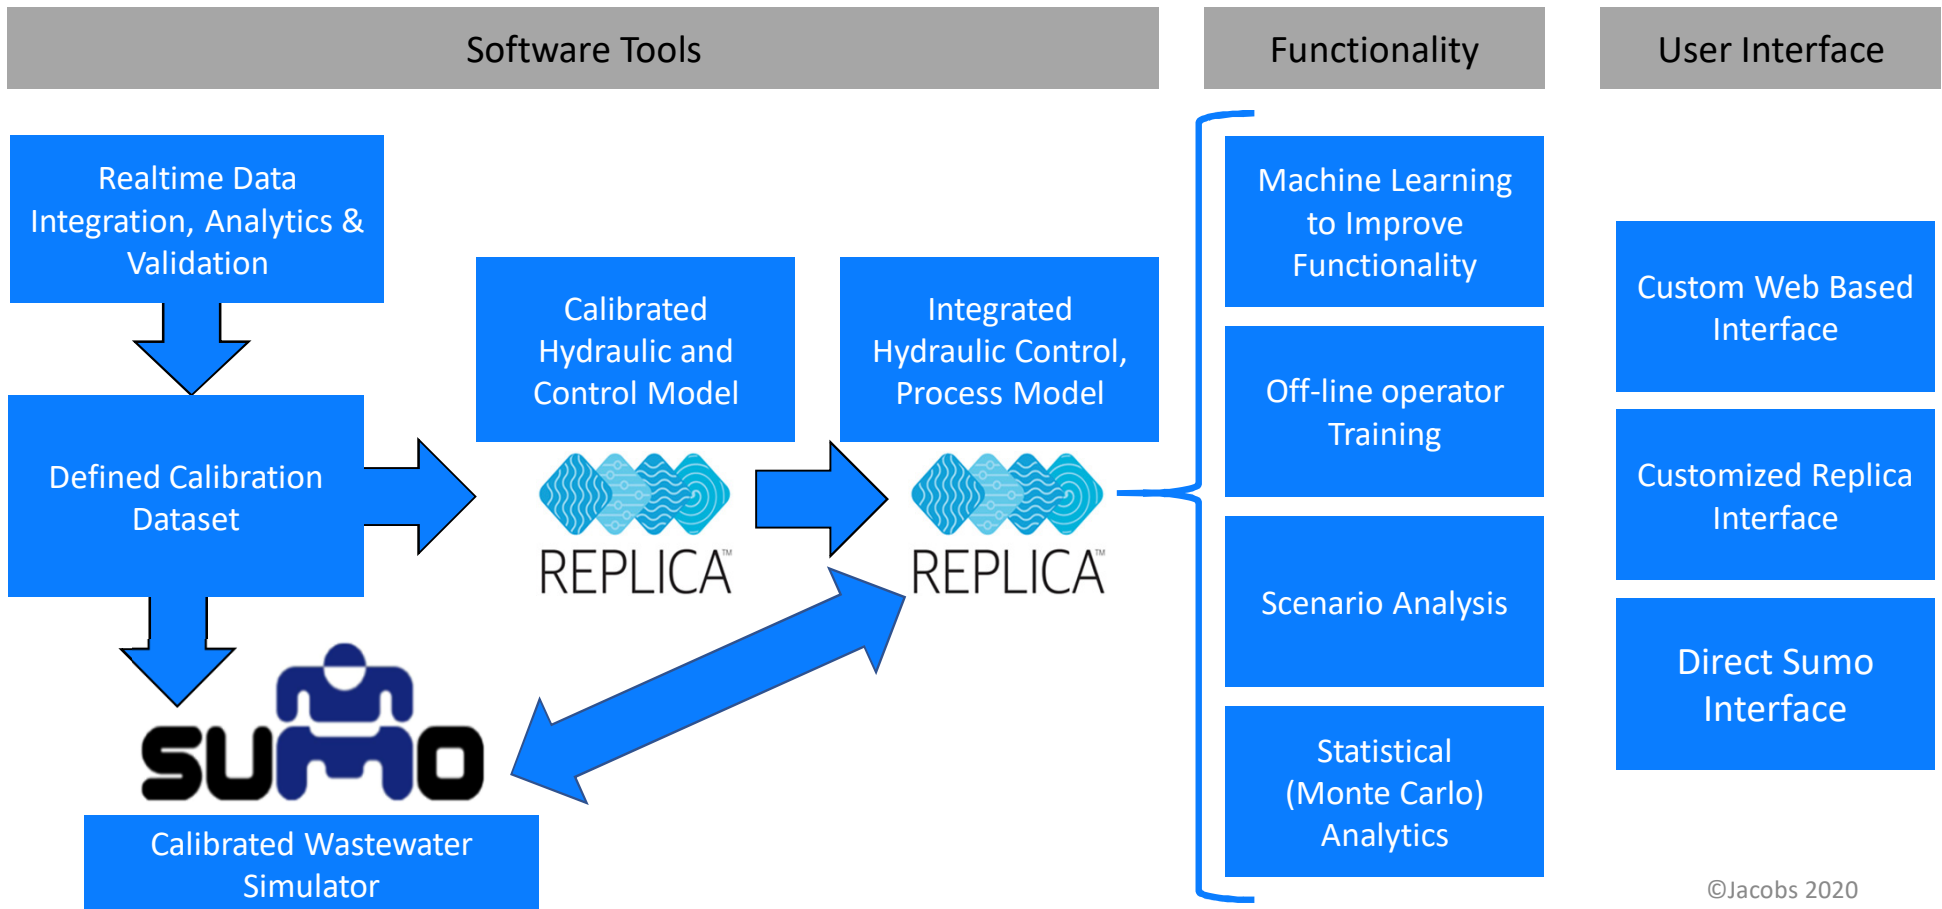 Software Tools
Functionality
User Interface
Realtime Data
Integration, Analytics &
Validation
Defined Calibration
Dataset
Calibrated
Hydraulic and
Control Model
REPLICA™
Integrated
Hydraulic Control,
Process Model
REPLICA™
SUMO
Calibrated Wastewater
Simulator
Machine Learning
to Improve
Functionality
Off-line operator
Training
Scenario Analysis
Statistical
(Monte Carlo)
Analytics
Custom Web Based
Interface
Customized Replica
Interface
Direct Sumo
Interface
©Jacobs 2020